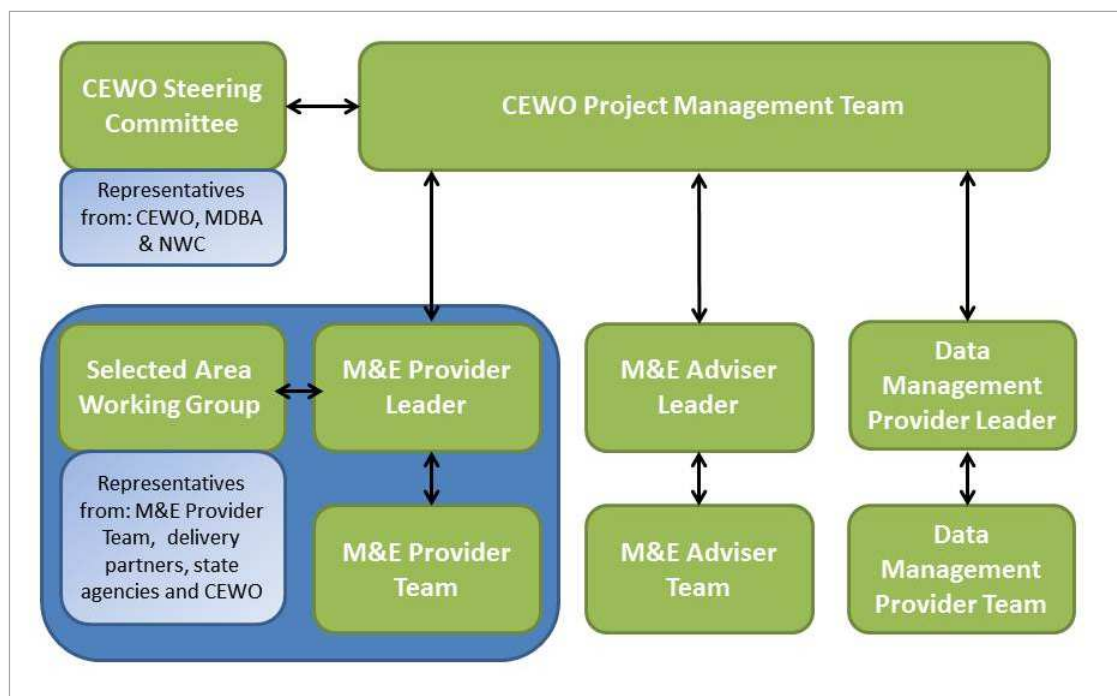 CEWO Steering
Committee
CEWO Project Management Team
Representatives
from: CEWO, MDBA
& NWC
Selected Area
Working Group
M&E Provider
Leader
M&E Adviser
Leader
Data
Management
Provider Leader
Representatives
from: M&E Provider
Team, delivery
partners, state
agencies and CEWO
M&E Provider
Team
M&E Adviser
Team
Data
Management
Provider Team